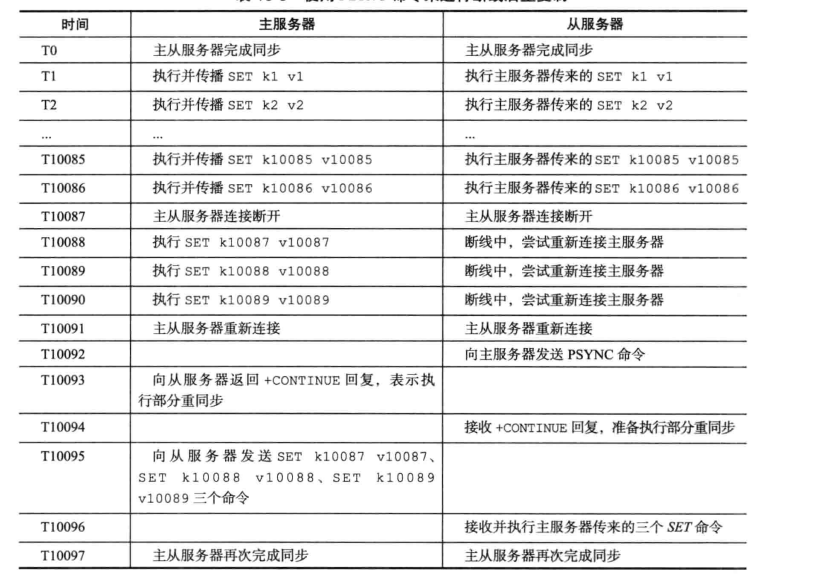 时间 主服务器 从服务器
T0 主从服务器完成同步 主从服务器完成同步
T1 执行并传播 SET k1 v1 执行主服务器传来的 SET k1 v1
T2 执行并传播 SET k2 v2 执行主服务器传来的 SET k2 v2
... ... ...
T10085 执行并传播 SET k10085 v10085 执行主服务器传来的 SET k10085 v10085
T10086 执行并传播 SET k10086 v10086 执行主服务器传来的 SET k10086 v10086
T10087 主从服务器连接断开 主从服务器连接断开
T10088 执行 SET k10087 v10087 断线中，尝试重新连接主服务器
T10089 执行 SET k10088 v10088 断线中，尝试重新连接主服务器
T10090 执行 SET k10089 v10089 断线中，尝试重新连接主服务器
T10091 主从服务器重新连接 主从服务器重新连接
T10092 向主服务器发送 PSYNC 命令
T10093 向从服务器返回 +CONTINUE 回复，表示执
行部分重同步
T10094 接收 +CONTINUE 回复，准备执行部分重同步
T10095 向从服务器发送 SET k10087 v10087、
SET k10088 v10088、SET k10089
v10089 三个命令
T10096 接收并执行主服务器传来的三个 SET 命令
T10097 主从服务器再次完成同步 主从服务器再次完成同步